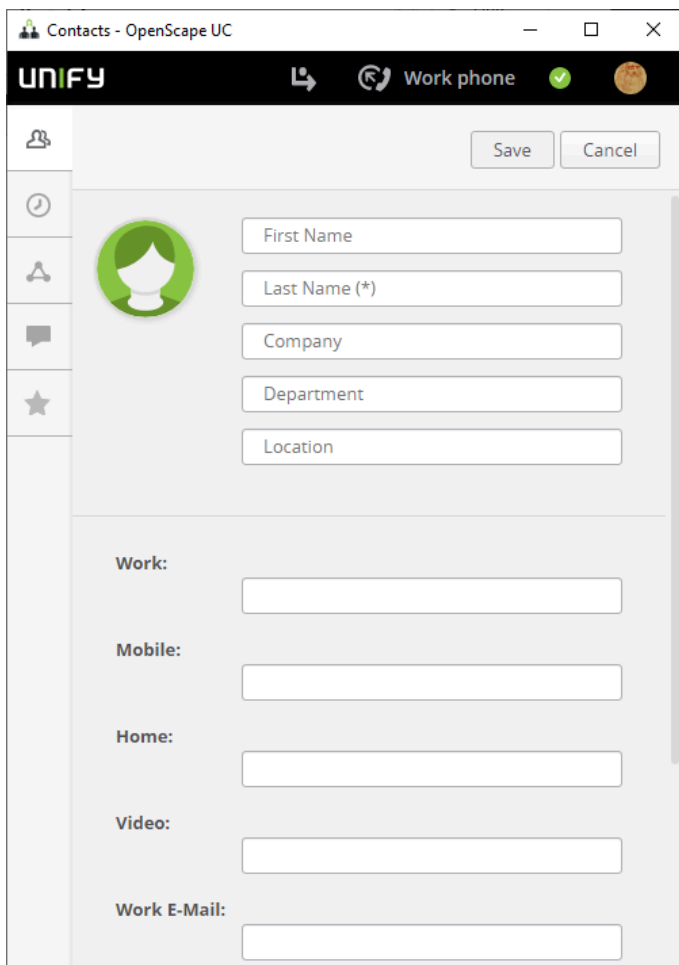 Contacts - OpenScape UC
UNIFY Work phone
Save Cancel
First Name
Last Name (*)
Company
Department
Location
Work:
Mobile:
Home:
Video:
Work E-Mail: